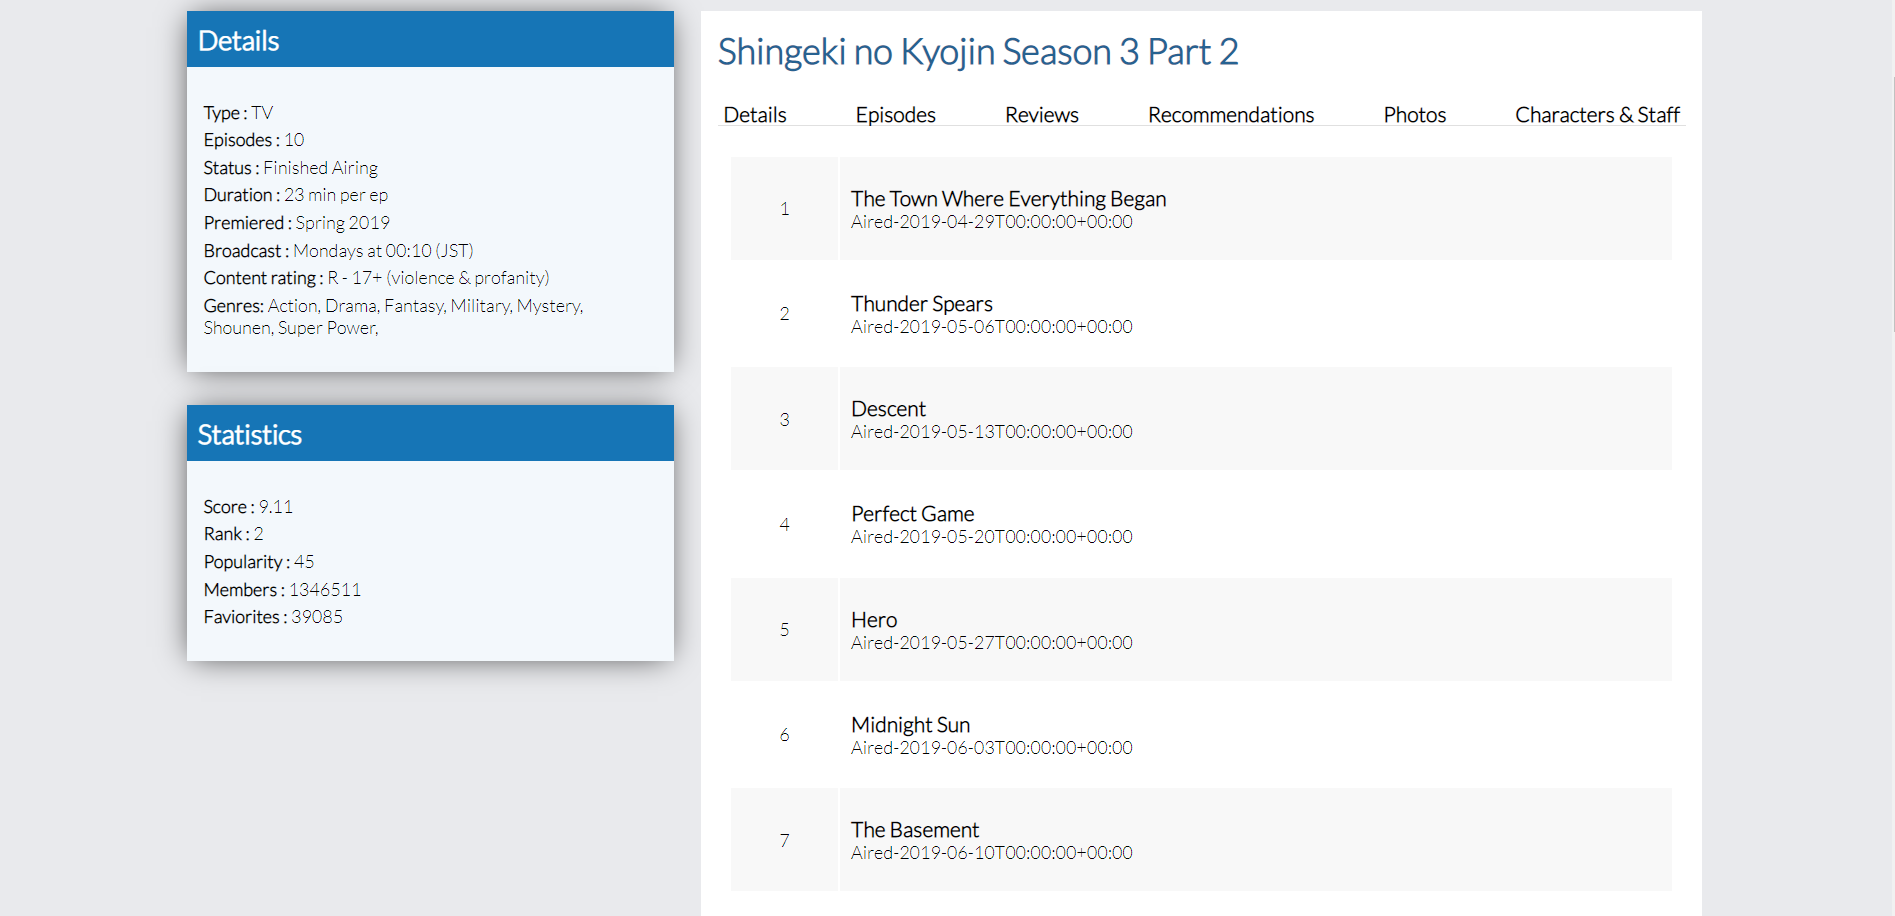 Details
Type : TV
Episodes : 10
Status : Finished Airing
Duration : 23 min per ep
Premiered : Spring 2019
Broadcast : Mondays at 00:10 (JST)
Content rating : R - 17+ (violence & profanity)
Genres: Action, Drama, Fantasy, Military, Mystery,
Shounen, Super Power,
Statistics
Score : 9.11
Rank : 2
Popularity : 45
Members : 1346511
Faviorites : 39085
Shingeki no Kyojin Season 3 Part 2
Details Episodes Reviews Recommendations Photos Characters & Staff
1
The Town Where Everything Began
Aired-2019-04-29T00:00:00+00:00
2
Thunder Spears
Aired-2019-05-06T00:00:00+00:00
3
Descent
Aired-2019-05-13T00:00:00+00:00
4
Perfect Game
Aired-2019-05-20T00:00:00+00:00
5
Hero
Aired-2019-05-27T00:00:00+00:00
6
Midnight Sun
Aired-2019-06-03T00:00:00+00:00
7
The Basement
Aired-2019-06-10T00:00:00+00:00